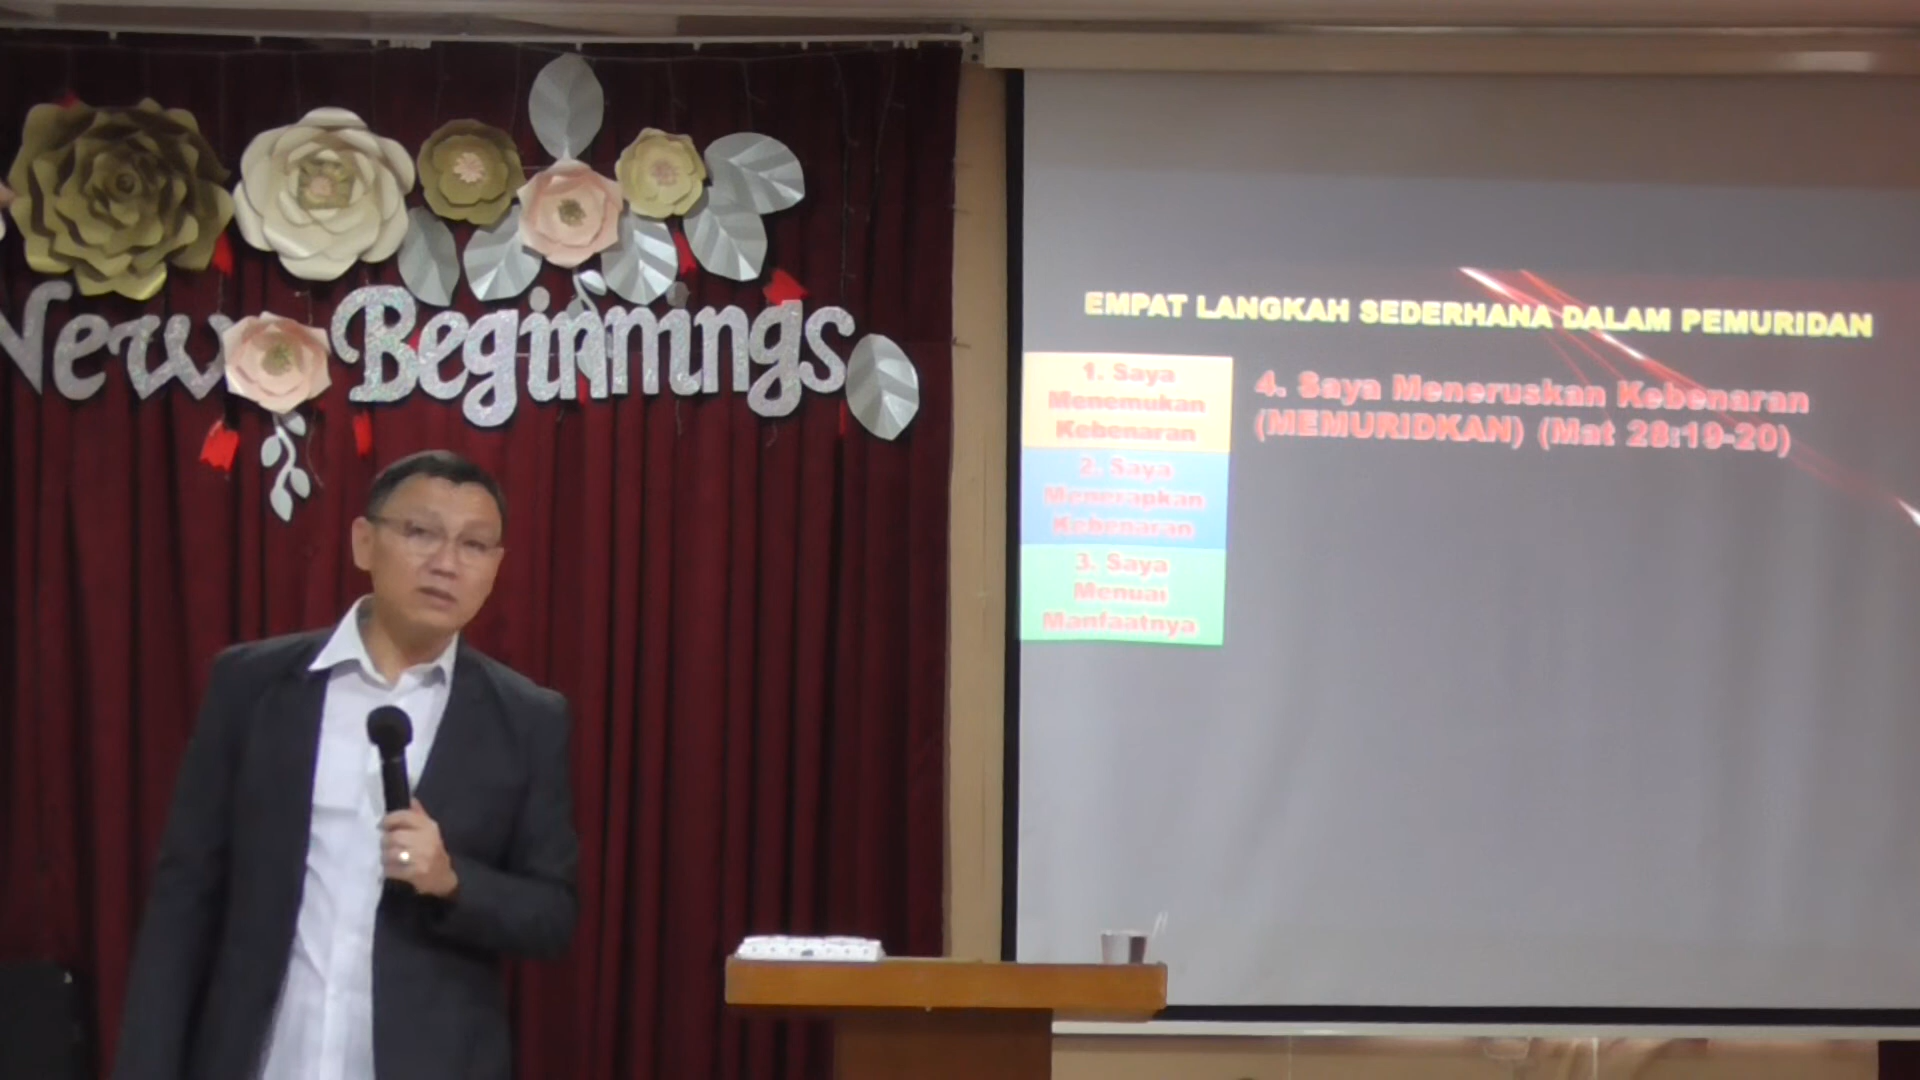 New Beginnings
EMPAT LANGKAH SEDERHANA DALAM PEMURIDAN
1. Saya
Menemukan
Kebenaran
2. Saya
Menerapkan
Kebenaran
3. Saya
Menuai
Manfaatnya
4. Saya Meneruskan Kebenaran
(MEMURIDKAN) (Mat 28:19-20)